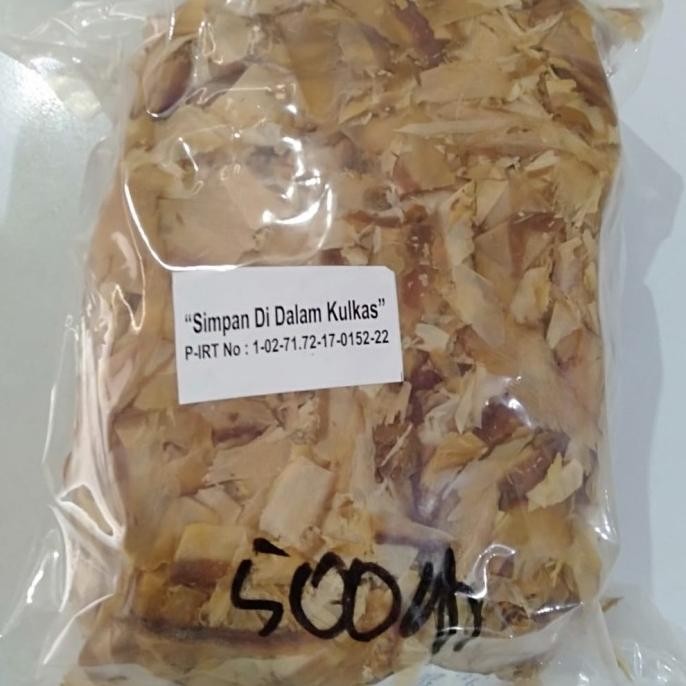 “Simpan Di Dalam Kulkas”
P-IRT No : 1-02-71.72-17-0152-22
500